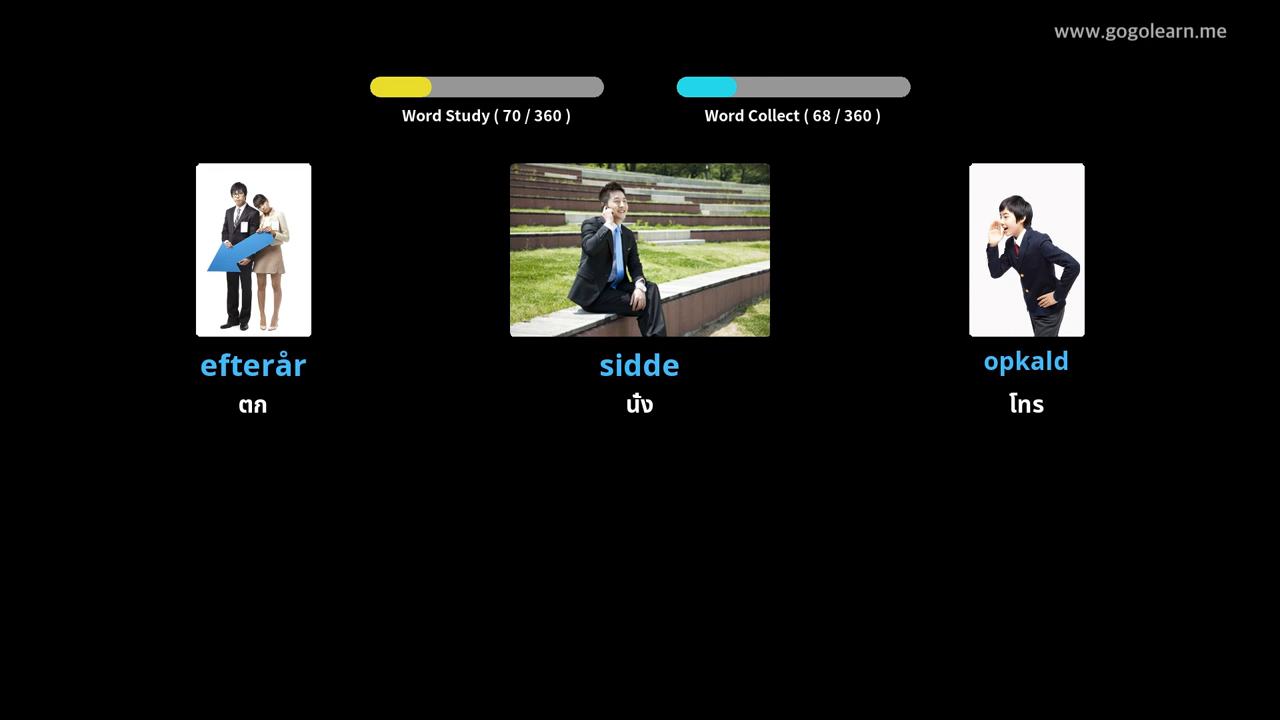 www.gogolearn.me
Word Study ( 70 / 360 )
Word Collect ( 68 / 360 )
efterår
sidde
opkald
ตก
นั่ง
โทร